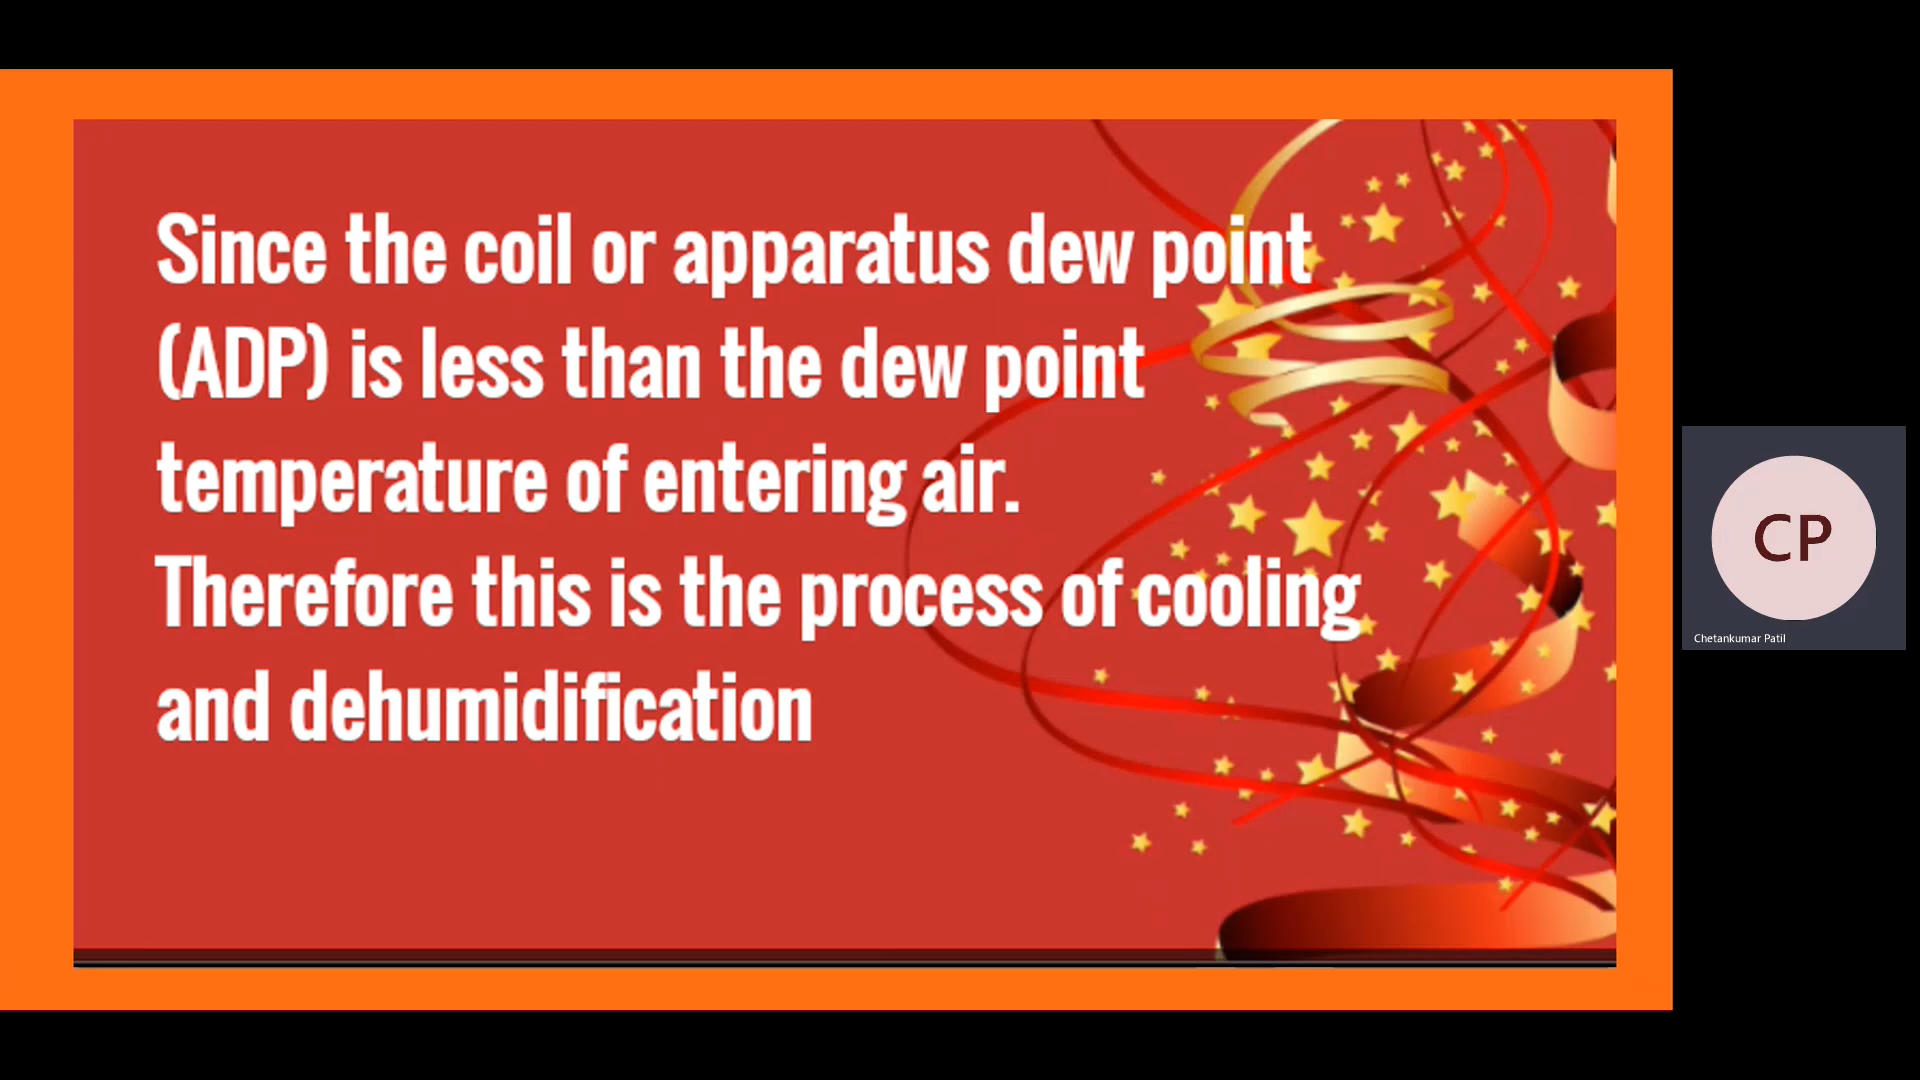 Since the coil or apparatus dew point
(ADP) is less than the dew point
temperature of entering air.
Therefore this is the process of cooling
and dehumidification
CP
Chetankumar Patil